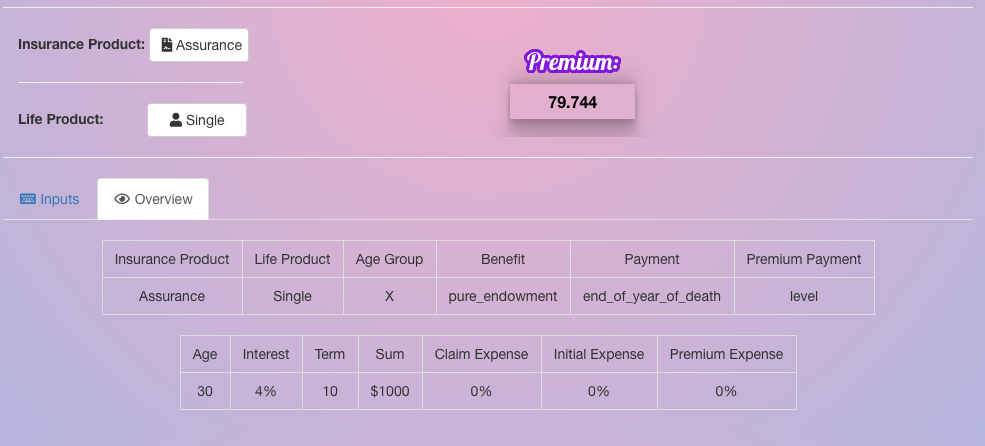 Insurance Product: Assurance
Premium:
79.744
Life Product: Single
Inputs Overview
Insurance Product Life Product Age Group Benefit Payment Premium Payment
Assurance Single X pure_endowment end_of_year_of_death level
Age Interest Term Sum Claim Expense Initial Expense Premium Expense
30 4% 10 $1000 0% 0% 0%